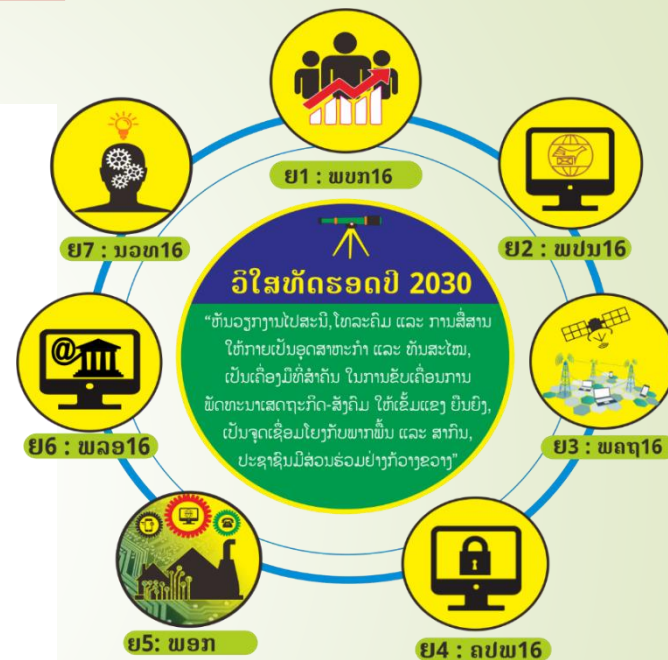 ຍ1 : ພບກ16
ຍ2 : ພປນ16
ຍ3 : ພຄຖ16
ຍ4 : ຄປພ16
ຍ5: ພອກ
ຍ6 : ພລອ16
ຍ7 : ນວທ16
ວິໃສທັດຮອດປີ 2030
“ຫັນວຽກງານໄປສະນີ,ໂທລະຄົມ ແລະ ການສື່ສານ
ໃຫ້ກາຍເປັນອຸດສາຫະກຳ ແລະ ທັນສະໄໝ,
ເປັນເຄື່ອງມືທີ່ສຳຄັນ ໃນການຂັບເຄື່ອນການ
ພັດທະນາເສດຖະກິດ-ສັງຄົມ ໃຫ້ເຂັ້ມແຂງ ຍືນຍົງ,
ເປັນຈຸດເຊື່ອມໂຍງກັບພາກພື້ນ ແລະ ສາກົນ,
ປະຊາຊົນມີສ່ວນຮ່ວມຢ່າງກ້ວາງຂວາງ”
@